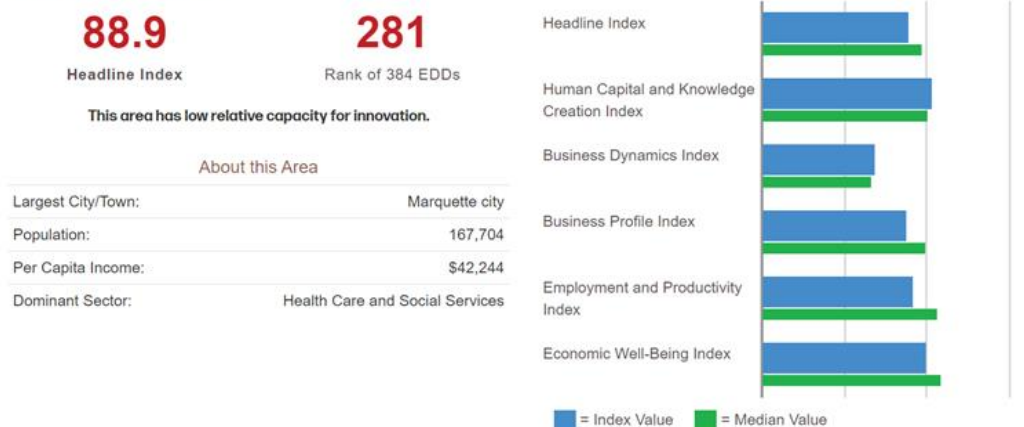 88.9
Headline Index
281
Rank of 384 EDDs
This area has low relative capacity for innovation.
About this Area
Largest City/Town: Marquette city
Population: 167,704
Per Capita Income: $42,244
Dominant Sector: Health Care and Social Services
Headline Index
Human Capital and Knowledge
Creation Index
Business Dynamics Index
Business Profile Index
Employment and Productivity
Index
Economic Well-Being Index
= Index Value = Median Value